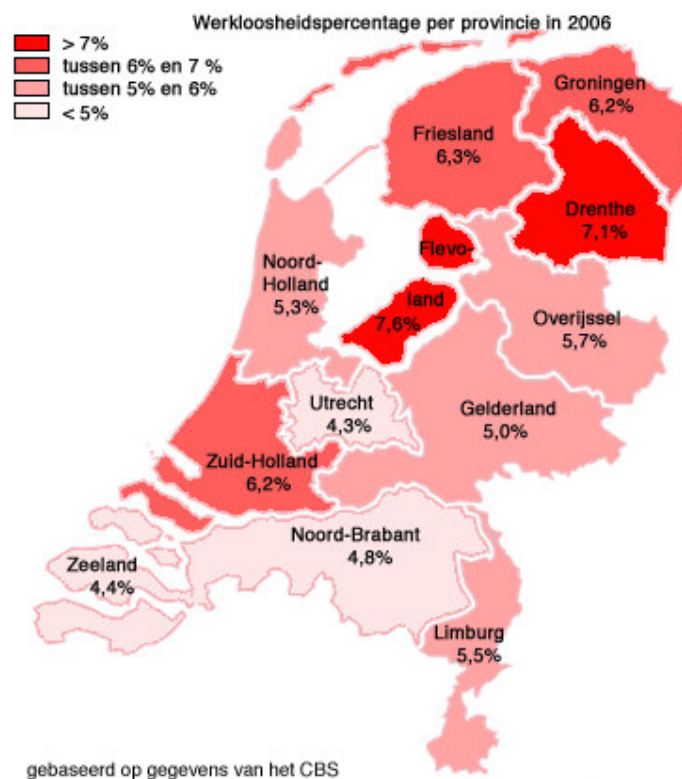 Werkloosheidspercentage per provincie in 2006
> 7%
tussen 6% en 7 %
tussen 5% en 6%
< 5%
Groningen
6,2%
Friesland
6,3%
Drenthe
7,1%
Flevo-
land
7,6%
Noord-
Holland
5,3%
Overijssel
5,7%
Utrecht
4,3%
Gelderland
5,0%
Zuid-Holland
6,2%
Noord-Brabant
4,8%
Zeeland
4,4%
Limburg
5,5%
gebaseerd op gegevens van het CBS